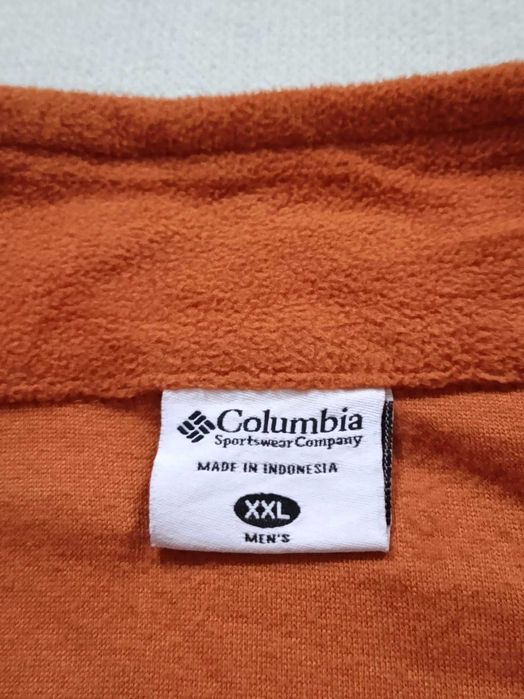 Columbia
Sportswear Company
MADE IN INDONESIA
XXL
MEN'S